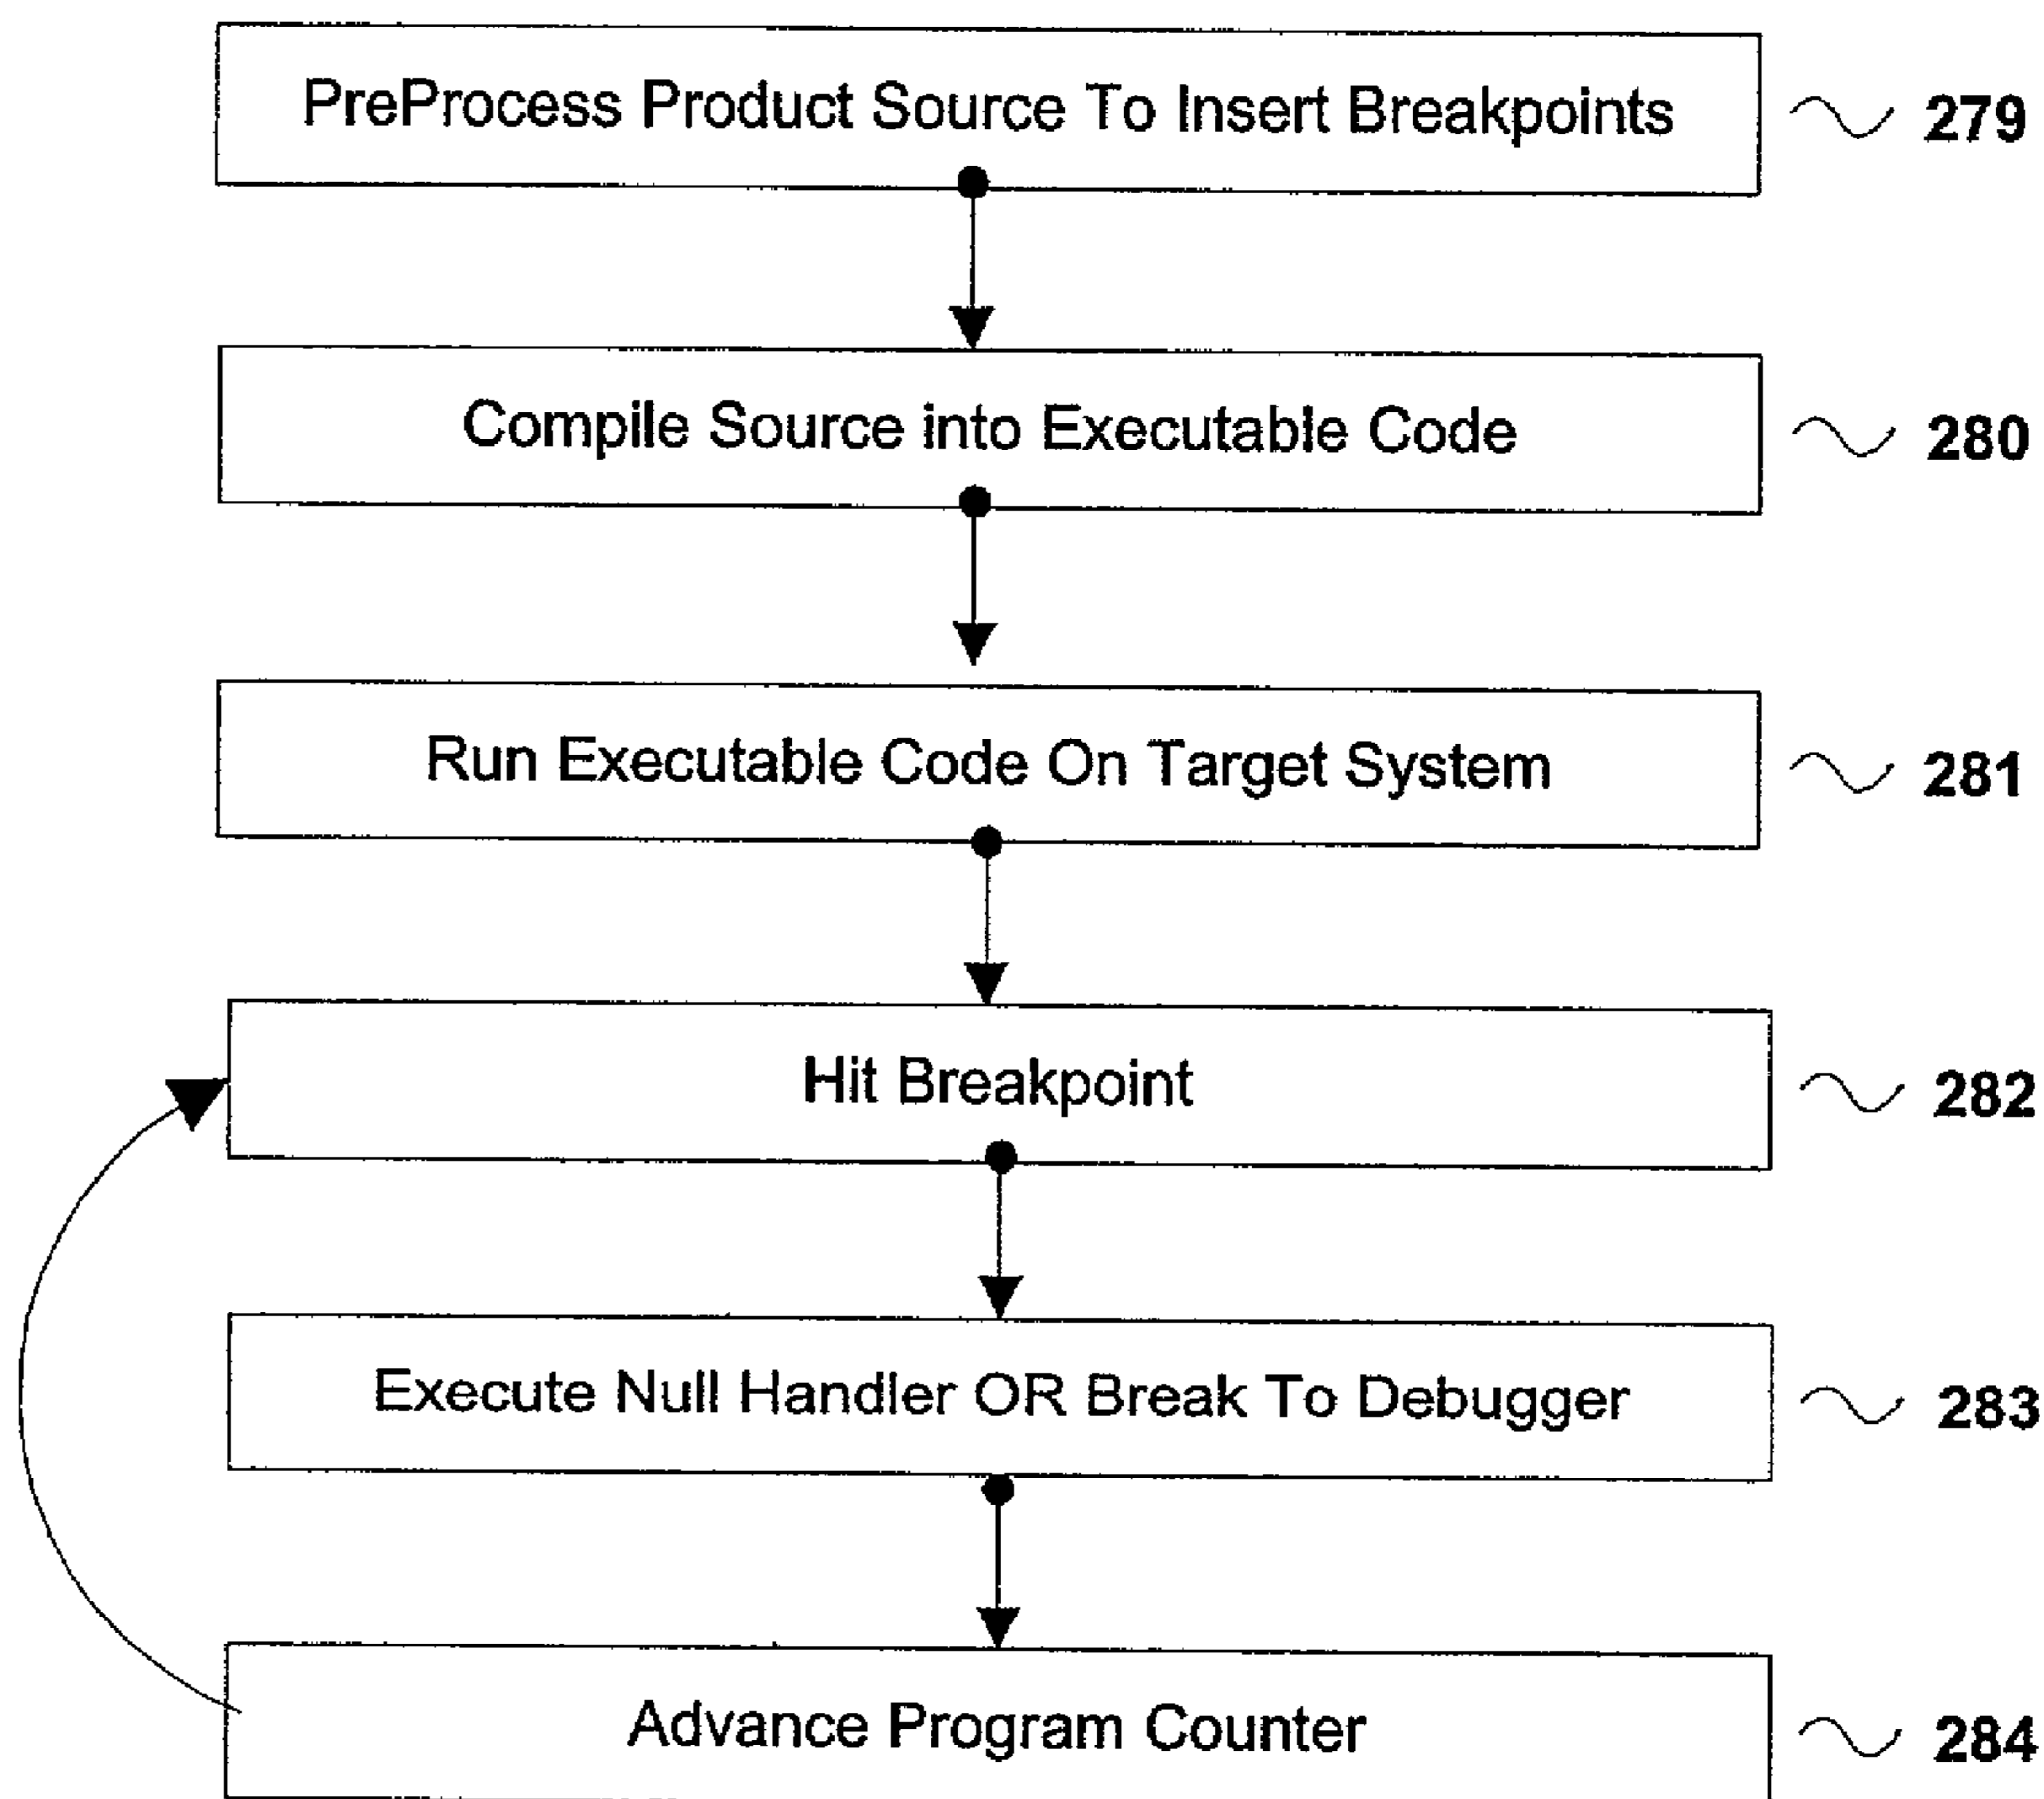 PreProcess Product Source To Insert Breakpoints 279
Compile Source into Executable Code 280
Run Executable Code On Target System 281
Hit Breakpoint 282
Execute Null Handler OR Break To Debugger 283
Advance Program Counter 284